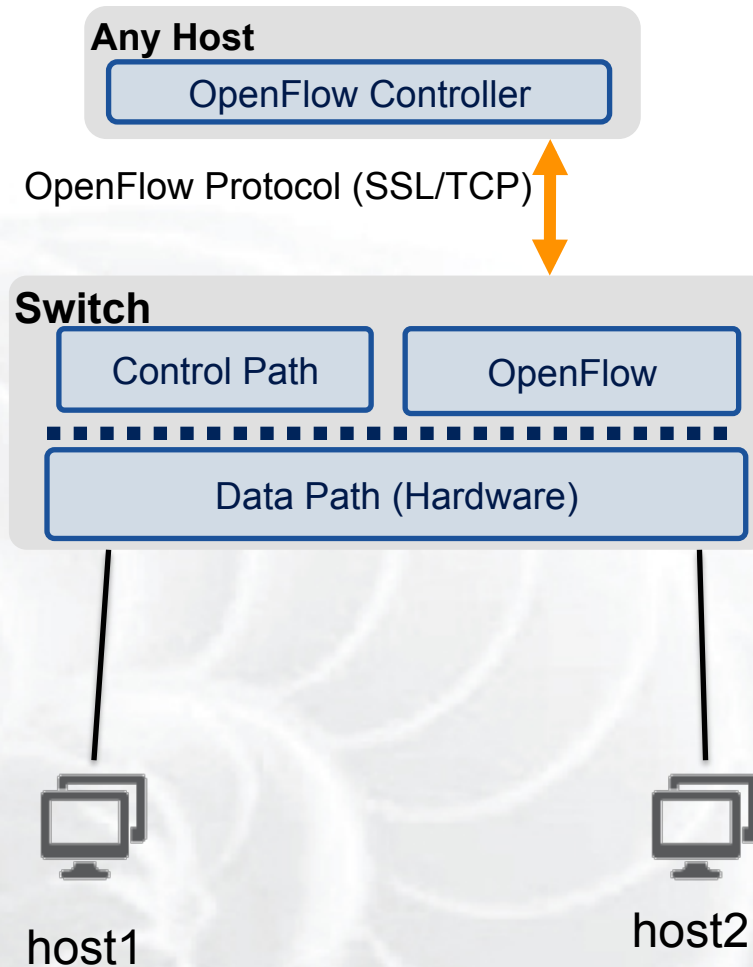 Any Host
OpenFlow Controller
OpenFlow Protocol (SSL/TCP)
Switch
Control Path
OpenFlow
Data Path (Hardware)
host1
host2